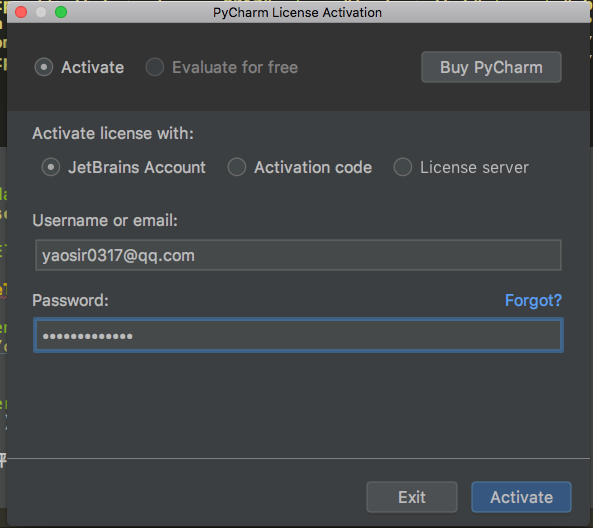 PyCharm License Activation
Activate Evaluate for free Buy PyCharm
Activate license with:
JetBrains Account Activation code License server
Username or email:
yaosir0317@qq.com
Password: Forgot?
•••••••••••••
Exit Activate